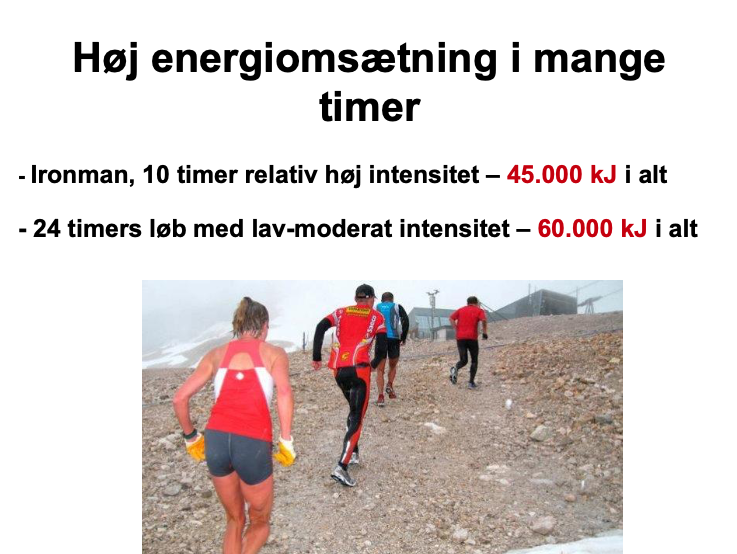 Høj energiomsætning i mange
timer
- Ironman, 10 timer relativ høj intensitet – 45.000 kJ i alt
- 24 timers løb med lav-moderat intensitet – 60.000 kJ i alt